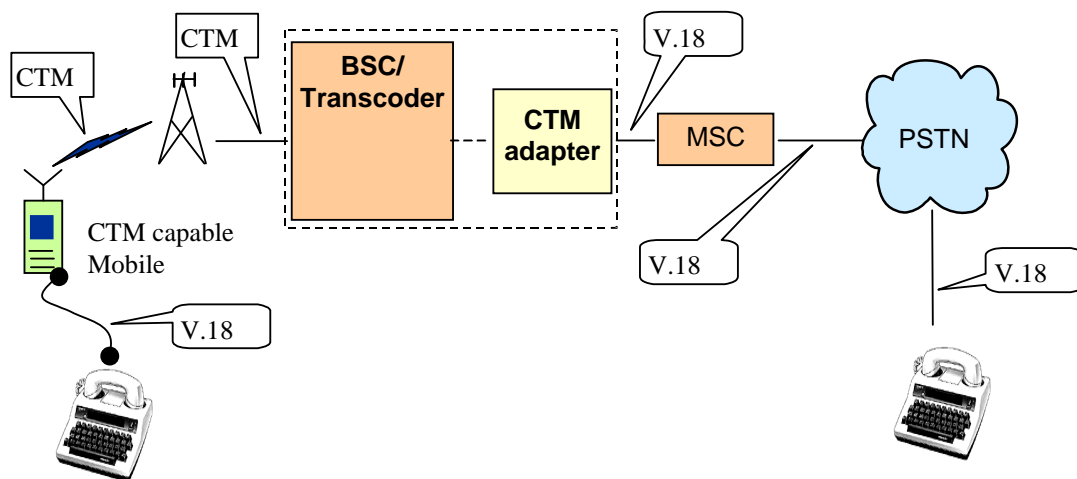 CTM
CTM
BSC/
Transcoder
CTM
adapter
V.18
MSC
PSTN
V.18
CTM capable
Mobile
V.18
V.18